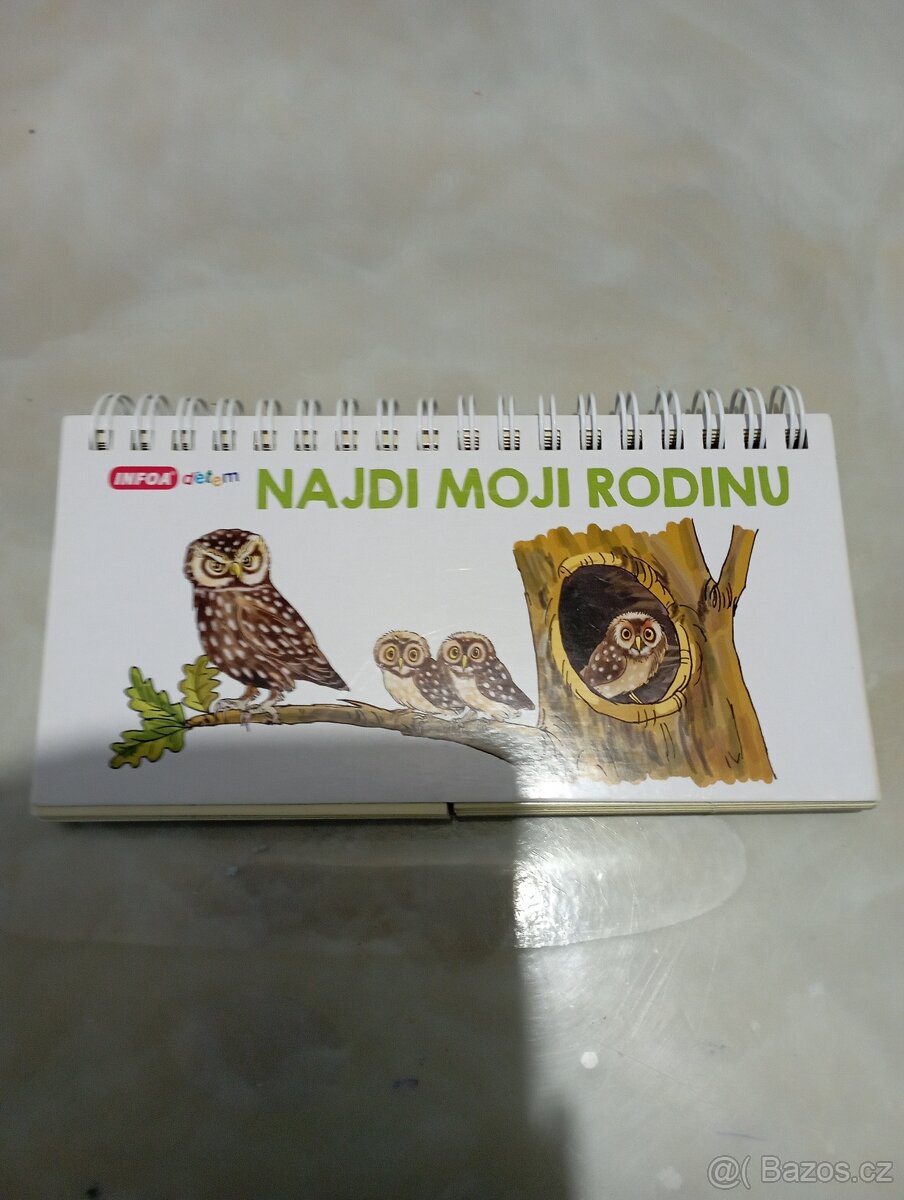 INFOA dětem
NAJDI MOJI RODINU
@( Bazos.cz